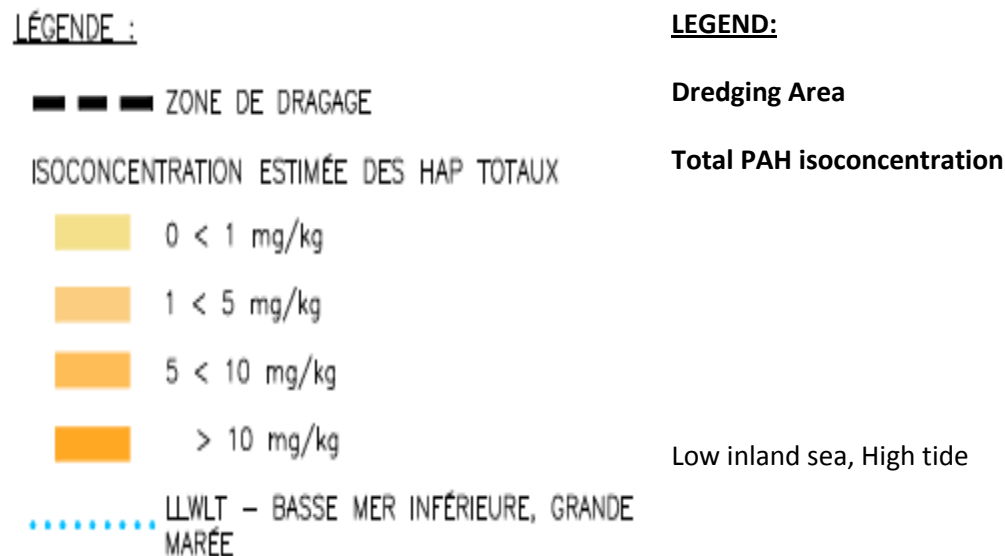 LÉGENDE :
ZONE DE DRAGAGE
ISOCONCENTRATION ESTIMÉE DES HAP TOTAUX
0 < 1 mg/kg
1 < 5 mg/kg
5 < 10 mg/kg
> 10 mg/kg
LLWLT – BASSE MER INFÉRIEURE, GRANDE
MARÉE
LEGEND:
Dredging Area
Total PAH isoconcentration
Low inland sea, High tide